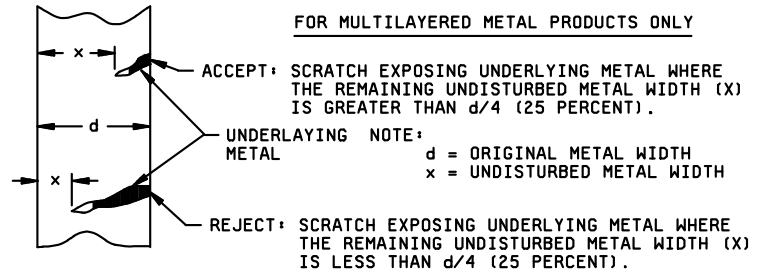 FOR MULTILAYERED METAL PRODUCTS ONLY
x
ACCEPT: SCRATCH EXPOSING UNDERLYING METAL WHERE
THE REMAINING UNDISTURBED METAL WIDTH (X)
IS GREATER THAN d/4 (25 PERCENT).
d
UNDERLAYING
METAL
NOTE:
d = ORIGINAL METAL WIDTH
x = UNDISTURBED METAL WIDTH
x
REJECT: SCRATCH EXPOSING UNDERLYING METAL WHERE
THE REMAINING UNDISTURBED METAL WIDTH (X)
IS LESS THAN d/4 (25 PERCENT).